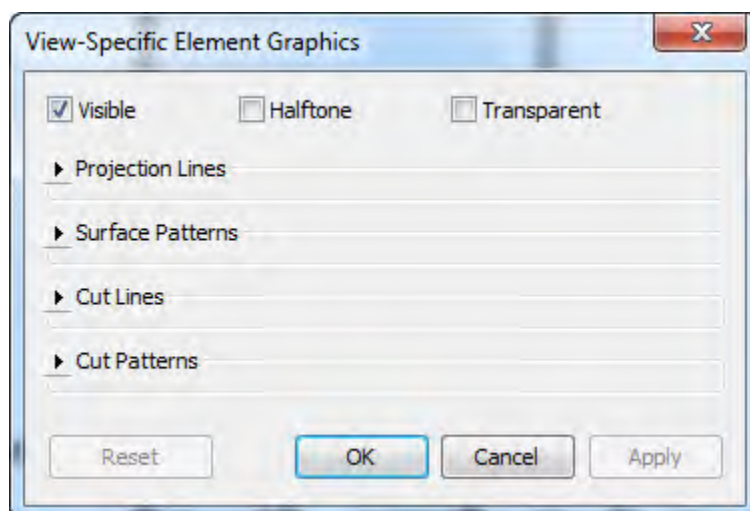 View-Specific Element Graphics
Visible Halftone Transparent
Projection Lines
Surface Patterns
Cut Lines
Cut Patterns
Reset OK Cancel Apply